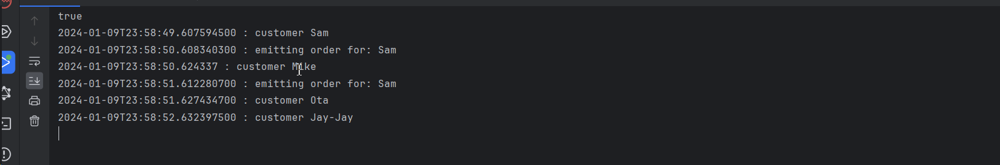 true
2024-01-09T23:58:49.607594500 : customer Sam
2024-01-09T23:58:50.608340300 : emitting order for: Sam
2024-01-09T23:58:50.624337 : customer Mike
2024-01-09T23:58:51.612280700 : emitting order for: Sam
2024-01-09T23:58:51.627434700 : customer Ota
2024-01-09T23:58:52.632397500 : customer Jay-Jay